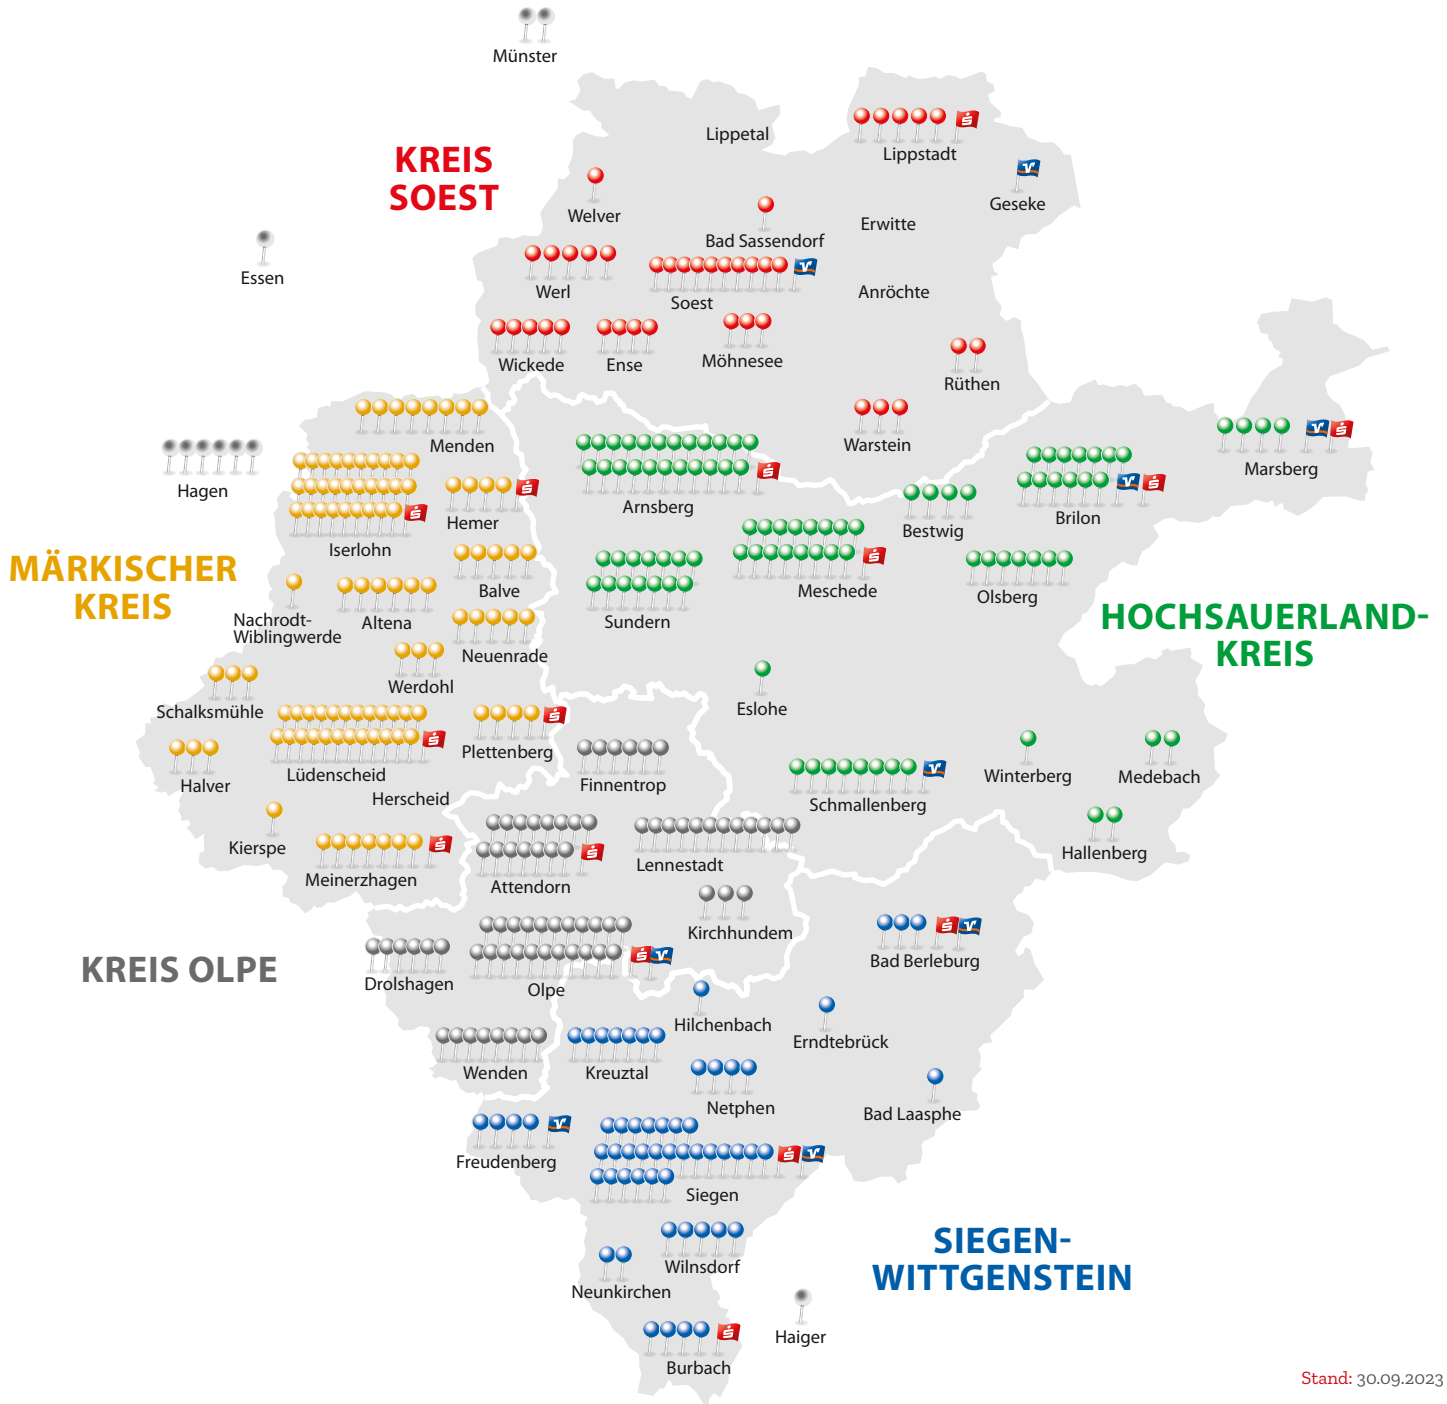 Münster
Lippetal
Lippstadt
KREIS
SOEST
Geseke
Welver
Erwitte
Bad Sassendorf
Essen
Werl
Soest
Anröchte
Wickede
Ense
Möhnesee
Rüthen
Menden
Warstein
Marsberg
Hagen
Arnsberg
Hemer
Brilon
Bestwig
Iserlohn
MÄRKISCHER
KREIS
Balve
Meschede
Olsberg
Nachrodt-
Wiblingwerde
Altena
Sundern
HOCHSAUERLAND-
KREIS
Neuenrade
Werdohl
Schalksmühle
Eslohe
Plettenberg
Lüdenscheid
Halver
Finnentrop
Winterberg
Medebach
Herscheid
Schmallenberg
Kierspe
Hallenberg
Lennestadt
Meinerzhagen
Attendorn
Kirchhundem
Bad Berleburg
KREIS OLPE
Drolshagen
Olpe
Hilchenbach
Erndtebrück
Wenden
Kreuztal
Netphen
Bad Laasphe
Freudenberg
Siegen
SIEGEN-
WITTGENSTEIN
Wilnsdorf
Neunkirchen
Haiger
Burbach
Stand: 30.09.2023